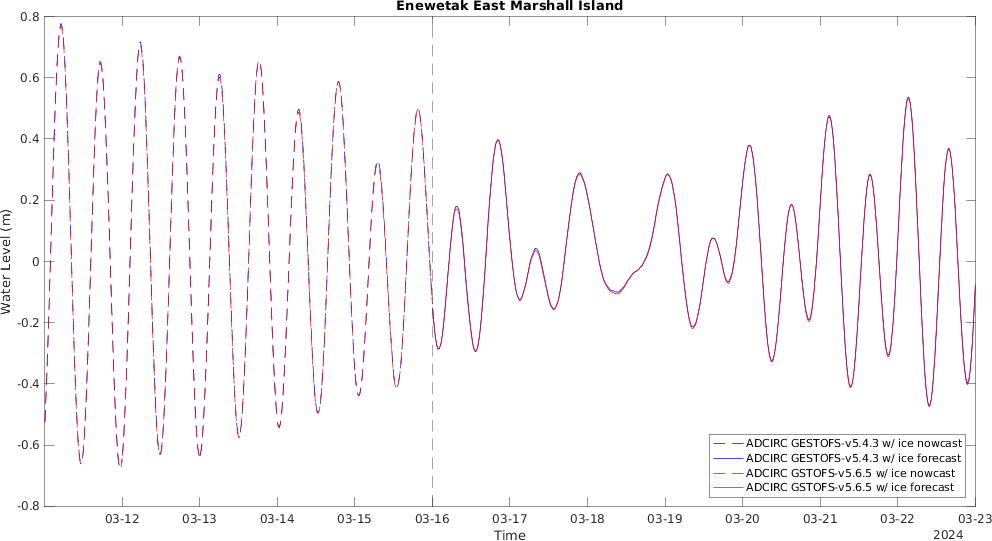 Enewetak East Marshall Island
Water Level (m)
0.8
0.6
0.4
0.2
0
-0.2
-0.4
-0.6
-0.8
ADCIRC GESTOFS-v5.4.3 w/ ice nowcast
ADCIRC GESTOFS-v5.4.3 w/ ice forecast
ADCIRC GSTOFS-v5.6.5 w/ ice nowcast
ADCIRC GSTOFS-v5.6.5 w/ ice forecast
03-12 03-13 03-14 03-15 03-16 03-17 03-18 03-19 03-20 03-21 03-22 03-23
Time
2024